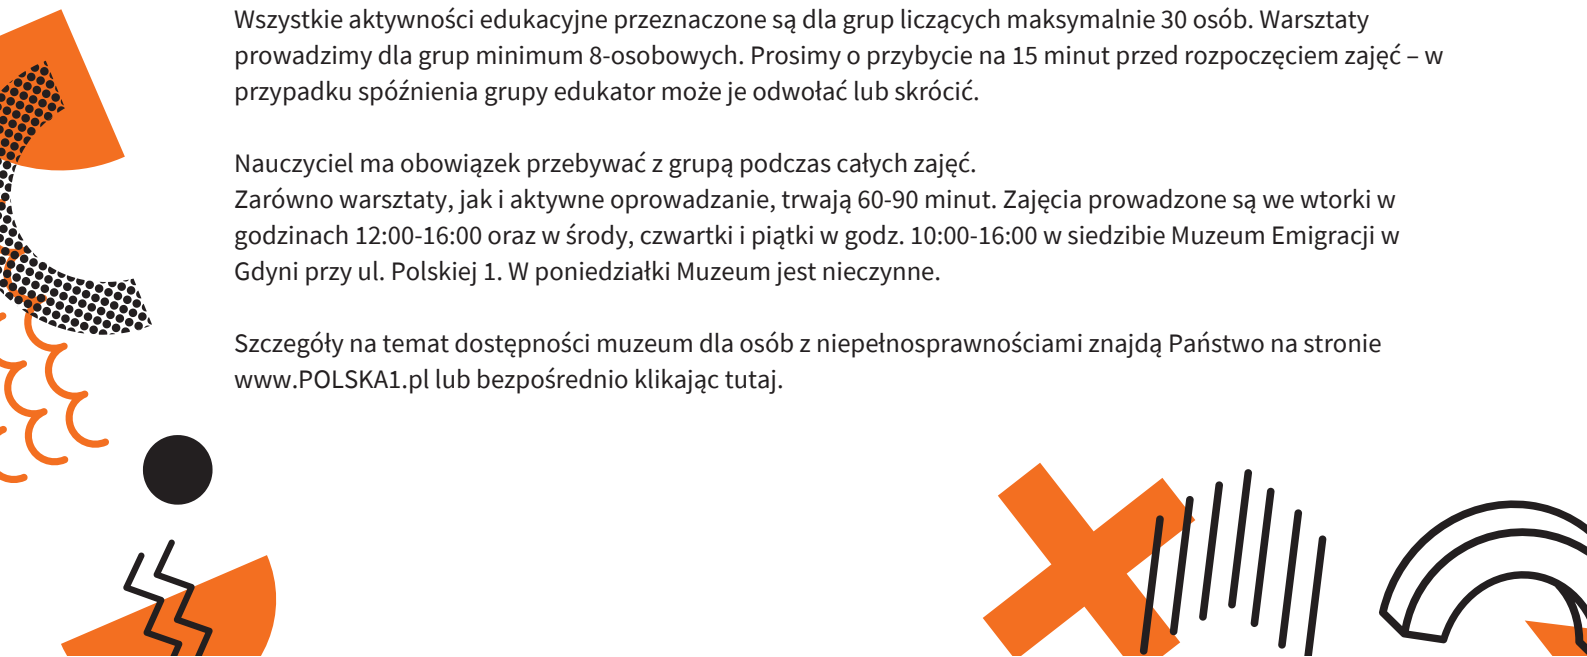 Wszystkie aktywności edukacyjne przeznaczone są dla grup liczących maksymalnie 30 osób. Warsztaty
prowadzimy dla grup minimum 8-osobowych. Prosimy o przybycie na 15 minut przed rozpoczęciem zajęć – w
przypadku spóźnienia grupy edukator może je odwołać lub skrócić.
Nauczyciel ma obowiązek przebywać z grupą podczas całych zajęć.
Zarówno warsztaty, jak i aktywne oprowadzanie, trwają 60-90 minut. Zajęcia prowadzone są we wtorki w
godzinach 12:00-16:00 oraz w środy, czwartki i piątki w godz. 10:00-16:00 w siedzibie Muzeum Emigracji w
Gdyni przy ul. Polskiej 1. W poniedziałki Muzeum jest nieczynne.
Szczegóły na temat dostępności muzeum dla osób z niepełnosprawnościami znajdą Państwo na stronie
www.POLSKA1.pl lub bezpośrednio klikając tutaj.